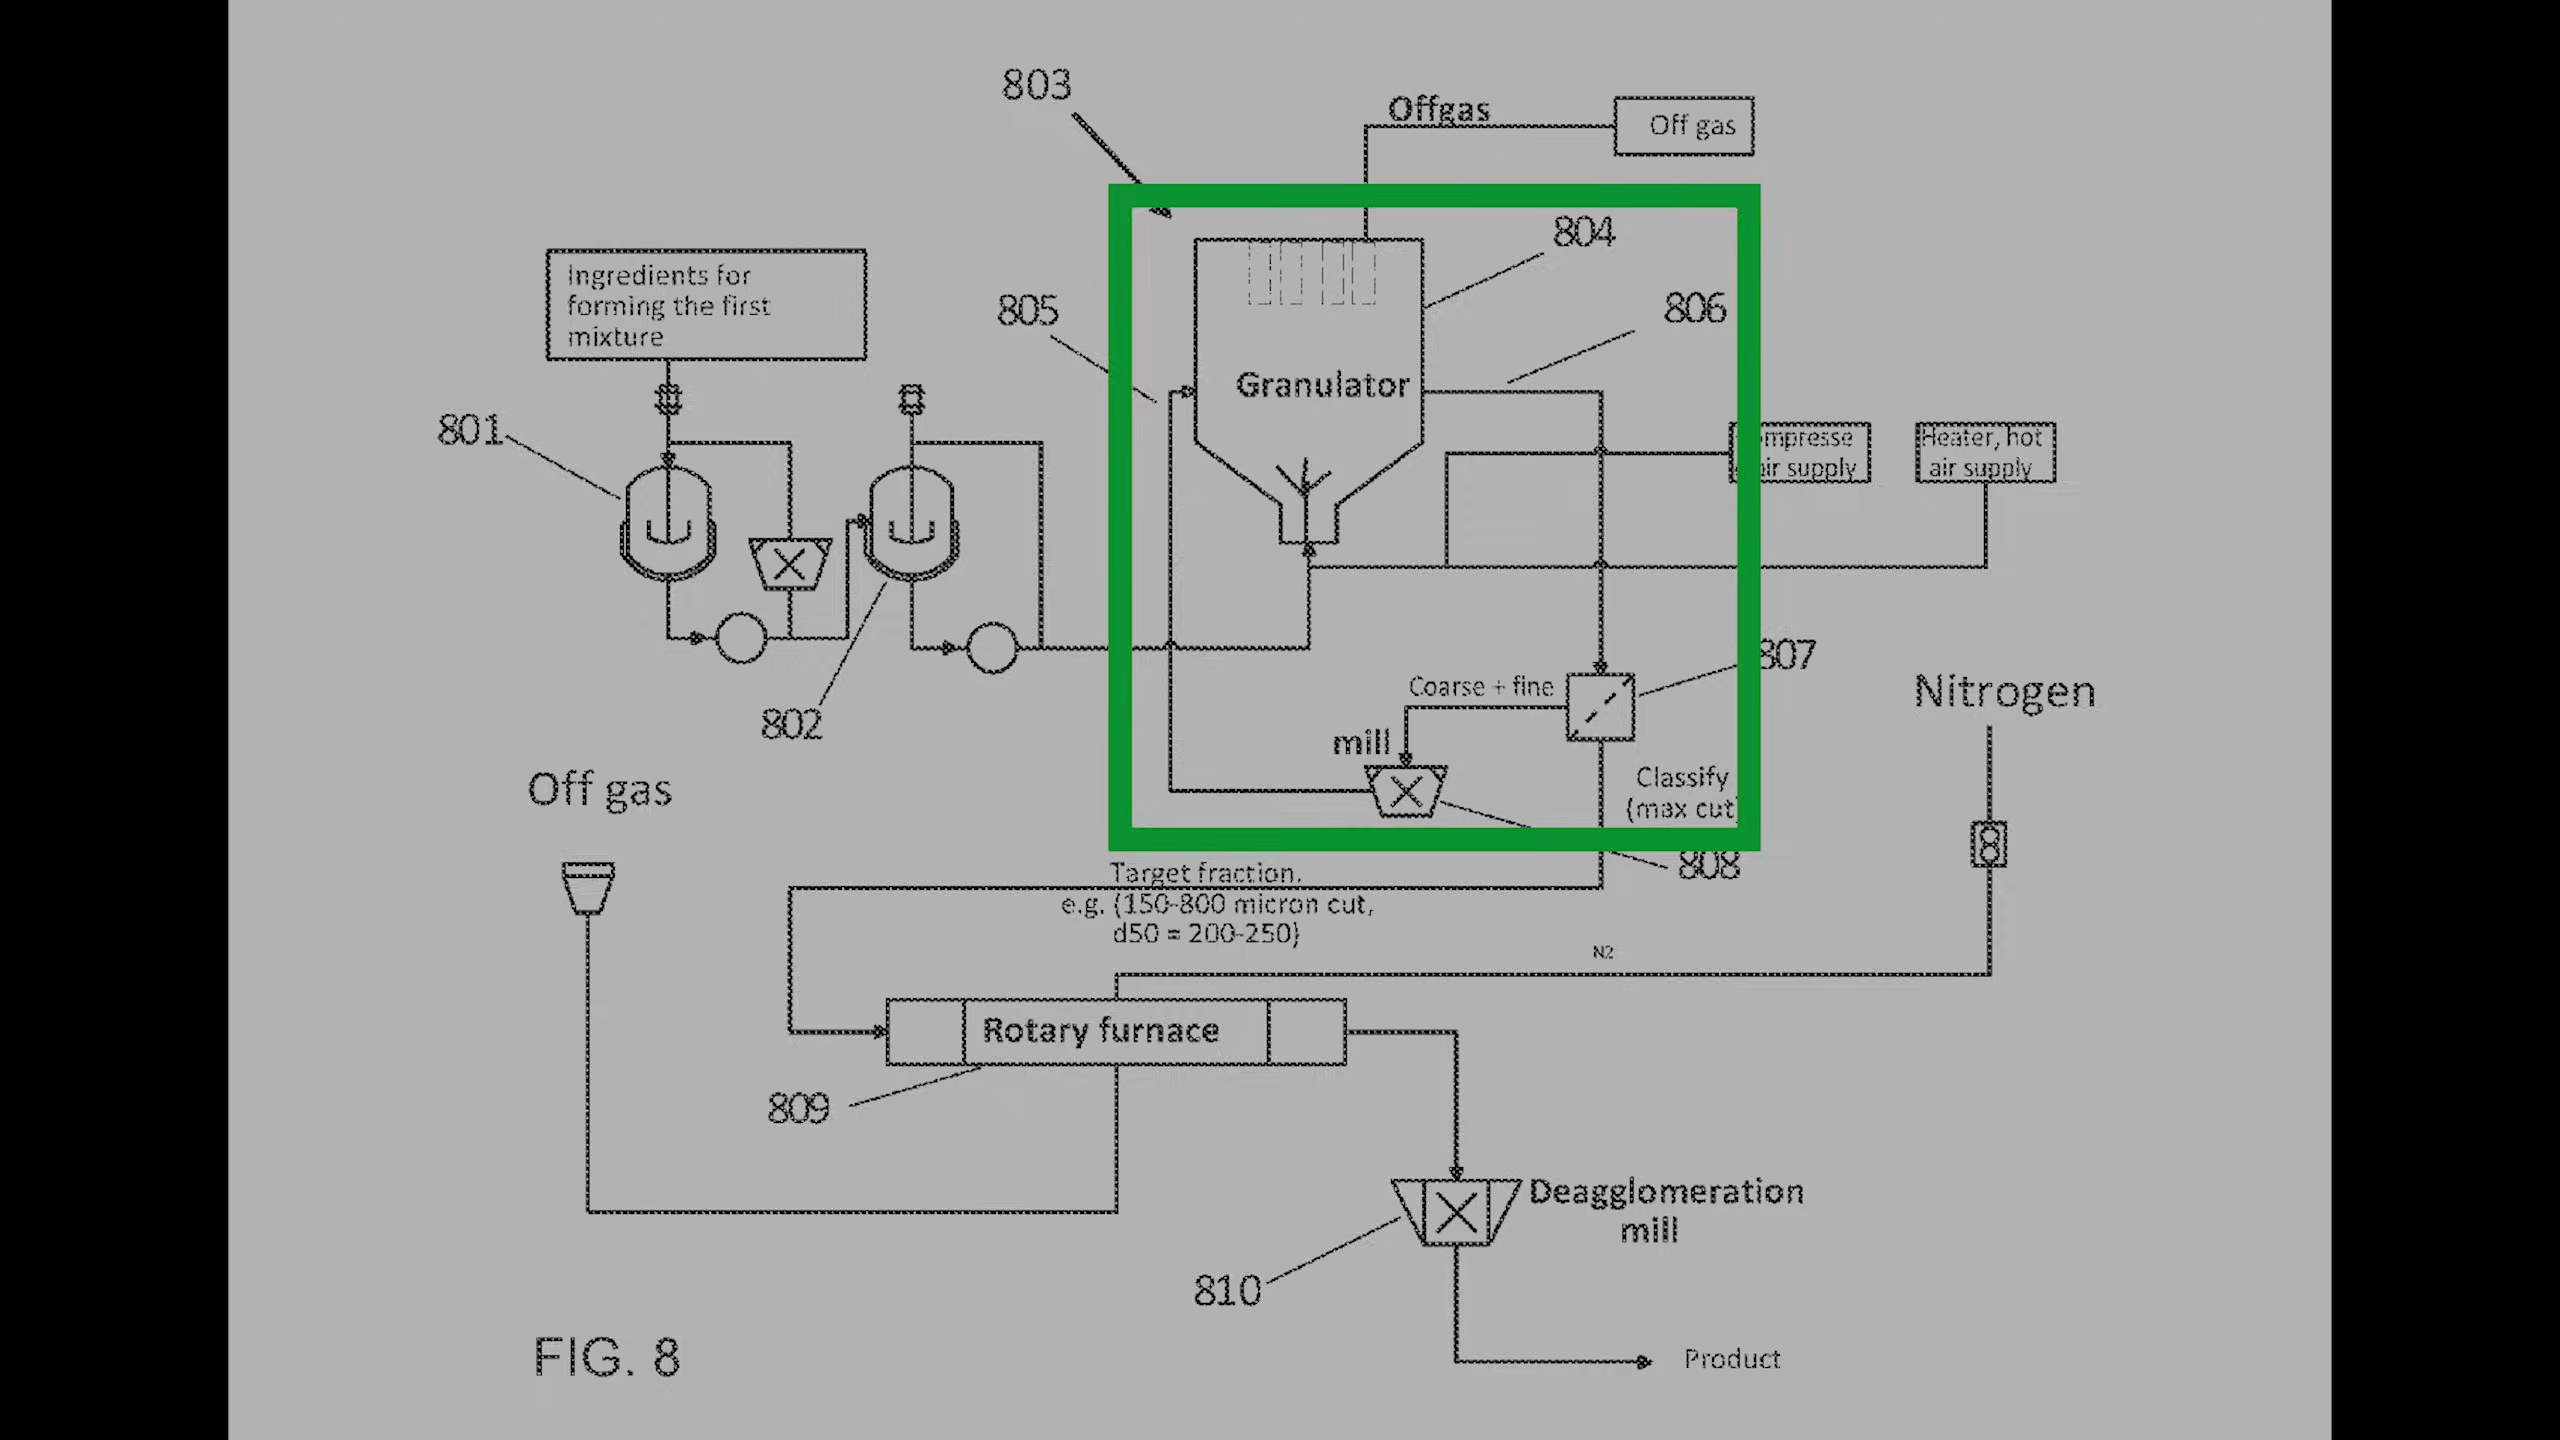 803
Offgas
Off gas
804
Ingredients for
forming the first
mixture
805
806
Granulator
801
air supply
Heater, hot
air supply
807
Nitrogen
Coarse + fine
mill
802
Classify
(max cut)
Off gas
808
Target fraction.
e.g. (150-800 micron cut,
d50 = 200-250)
N2
Rotary furnace
809
Deagglomeration
mill
810
FIG. 8
Product